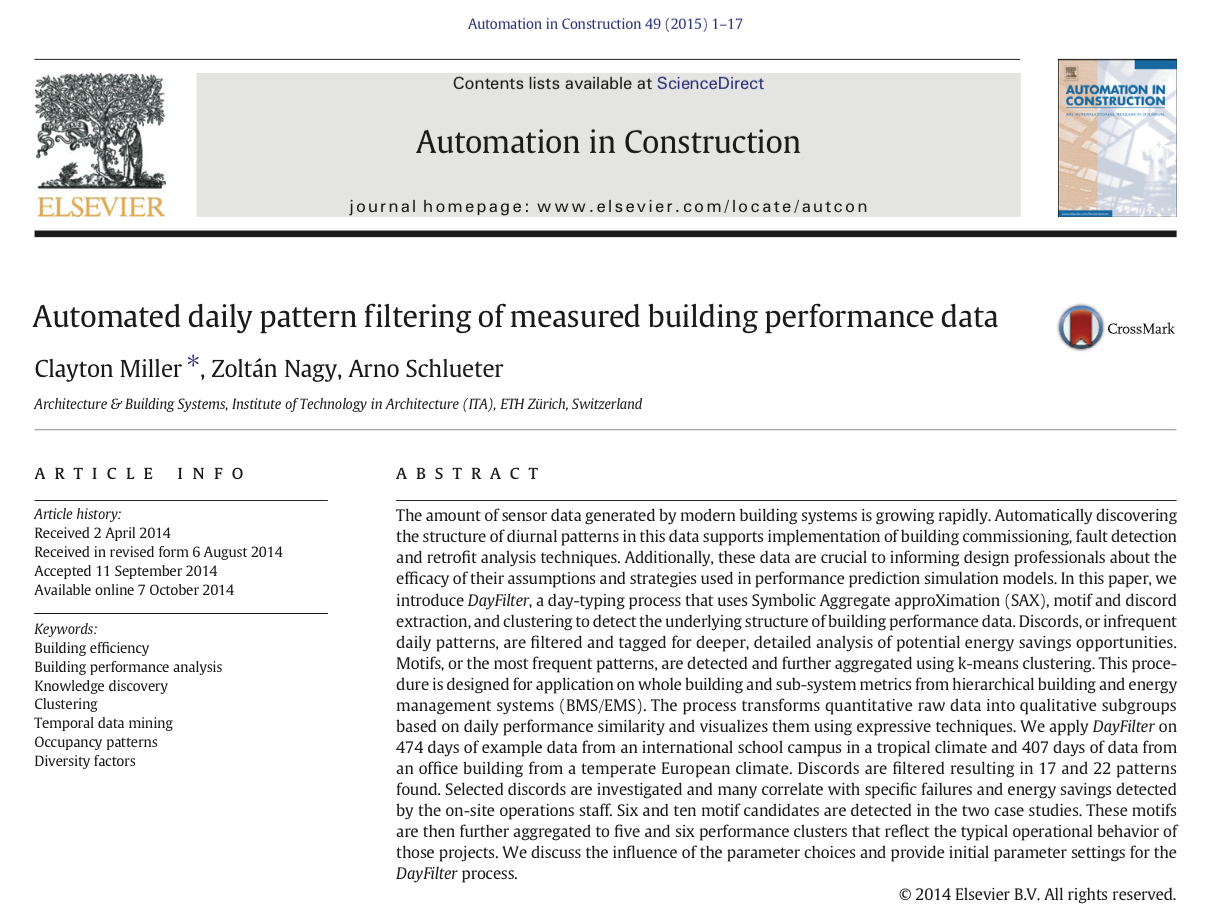 Automation in Construction 49 (2015) 1–17
ELSEVIER
Contents lists available at ScienceDirect
Automation in Construction
journal homepage: www.elsevier.com/locate/autcon
AUTOMATION IN
CONSTRUCTION
Automated daily pattern filtering of measured building performance data
CrossMark
Clayton Miller *, Zoltán Nagy, Arno Schlueter
Architecture & Building Systems, Institute of Technology in Architecture (ITA), ETH Zürich, Switzerland
ARTICLE INFO
Article history:
Received 2 April 2014
Received in revised form 6 August 2014
Accepted 11 September 2014
Available online 7 October 2014
Keywords:
Building efficiency
Building performance analysis
Knowledge discovery
Clustering
Temporal data mining
Occupancy patterns
Diversity factors
ABSTRACT
The amount of sensor data generated by modern building systems is growing rapidly. Automatically discovering
the structure of diurnal patterns in this data supports implementation of building commissioning, fault detection
and retrofit analysis techniques. Additionally, these data are crucial to informing design professionals about the
efficacy of their assumptions and strategies used in performance prediction simulation models. In this paper, we
introduce DayFilter, a day-typing process that uses Symbolic Aggregate approXimation (SAX), motif and discord
extraction, and clustering to detect the underlying structure of building performance data. Discords, or infrequent
daily patterns, are filtered and tagged for deeper, detailed analysis of potential energy savings opportunities.
Motifs, or the most frequent patterns, are detected and further aggregated using k-means clustering. This proce-
dure is designed for application on whole building and sub-system metrics from hierarchical building and energy
management systems (BMS/EMS). The process transforms quantitative raw data into qualitative subgroups
based on daily performance similarity and visualizes them using expressive techniques. We apply DayFilter on
474 days of example data from an international school campus in a tropical climate and 407 days of data from
an office building from a temperate European climate. Discords are filtered resulting in 17 and 22 patterns
found. Selected discords are investigated and many correlate with specific failures and energy savings detected
by the on-site operations staff. Six and ten motif candidates are detected in the two case studies. These motifs
are then further aggregated to five and six performance clusters that reflect the typical operational behavior of
those projects. We discuss the influence of the parameter choices and provide initial parameter settings for the
DayFilter process.
© 2014 Elsevier B.V. All rights reserved.